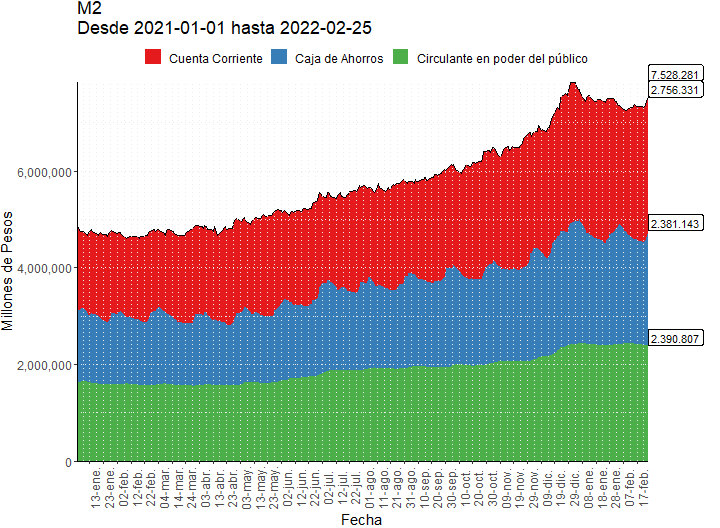 M2
Desde 2021-01-01 hasta 2022-02-25
Cuenta Corriente Caja de Ahorros Circulante en poder del público
7.528.281
2.756.331
2.381.143
2.390.807
6,000,000
4,000,000
2,000,000
0
Millones de Pesos
13-ene.
23-ene.
02-feb.
12-feb.
22-feb.
04-mar.
14-mar.
24-mar.
03-abr.
13-abr.
23-abr.
03-may.
13-may.
23-may.
02-jun.
12-jun.
22-jun.
02-jul.
12-jul.
22-jul.
01-ago.
11-ago.
21-ago.
31-ago.
10-sep.
20-sep.
30-sep.
10-oct.
20-oct.
30-oct.
09-nov.
19-nov.
29-nov.
09-dic.
19-dic.
29-dic.
08-ene.
18-ene.
28-ene.
07-feb.
17-feb.
Fecha